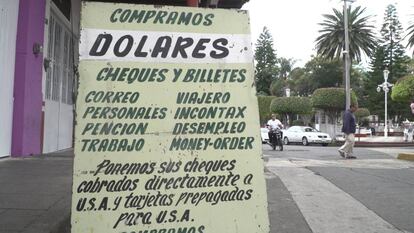 COMPRAMOS
DOLARES
CHEQUES Y BILLETES
CORREO VIAJERO
PERSONALES INCONTAX
PENCION DESEMPLEO
TRABAJO MONEY-ORDER
..Ponemos sus cheques
cobrados directamente a
U.S.A y tarjetas prepagadas
para U.S.A.
COMPRAMOS